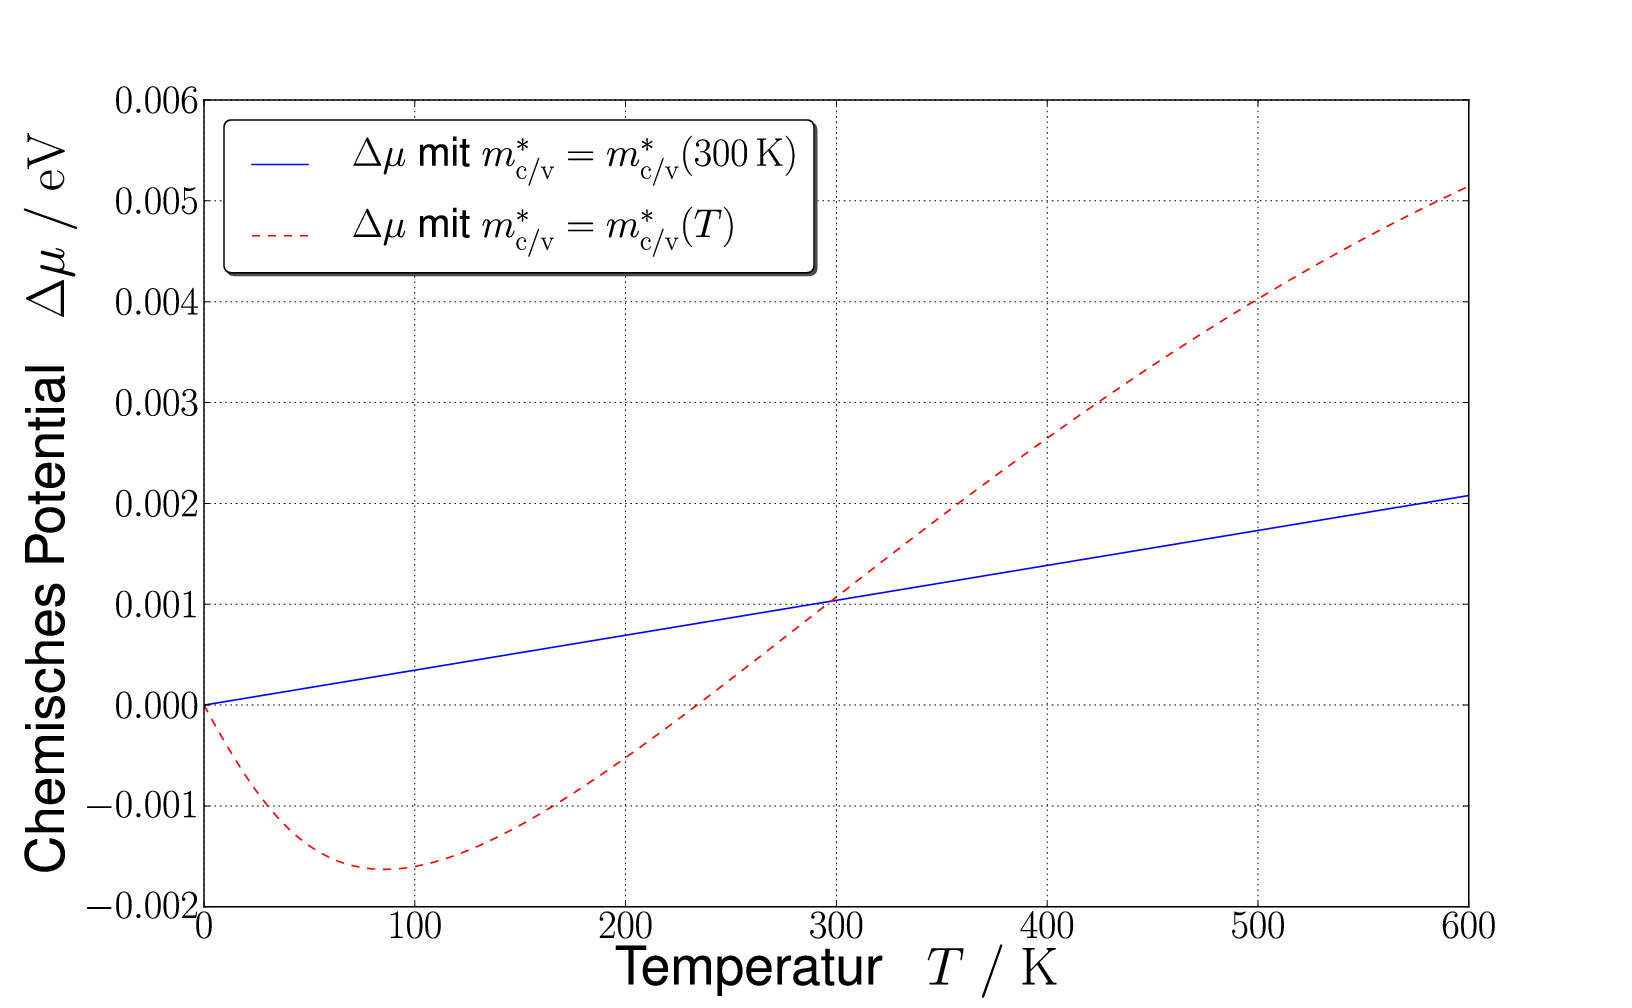 Δμ mit m*c/v = m*c/v(300 K)
Δμ mit m*c/v = m*c/v(T)
Chemisches Potential Δμ / eV
0.006
0.005
0.004
0.003
0.002
0.001
0.000
−0.001
−0.002
0 100 200 300 400 500 600
Temperatur T / K